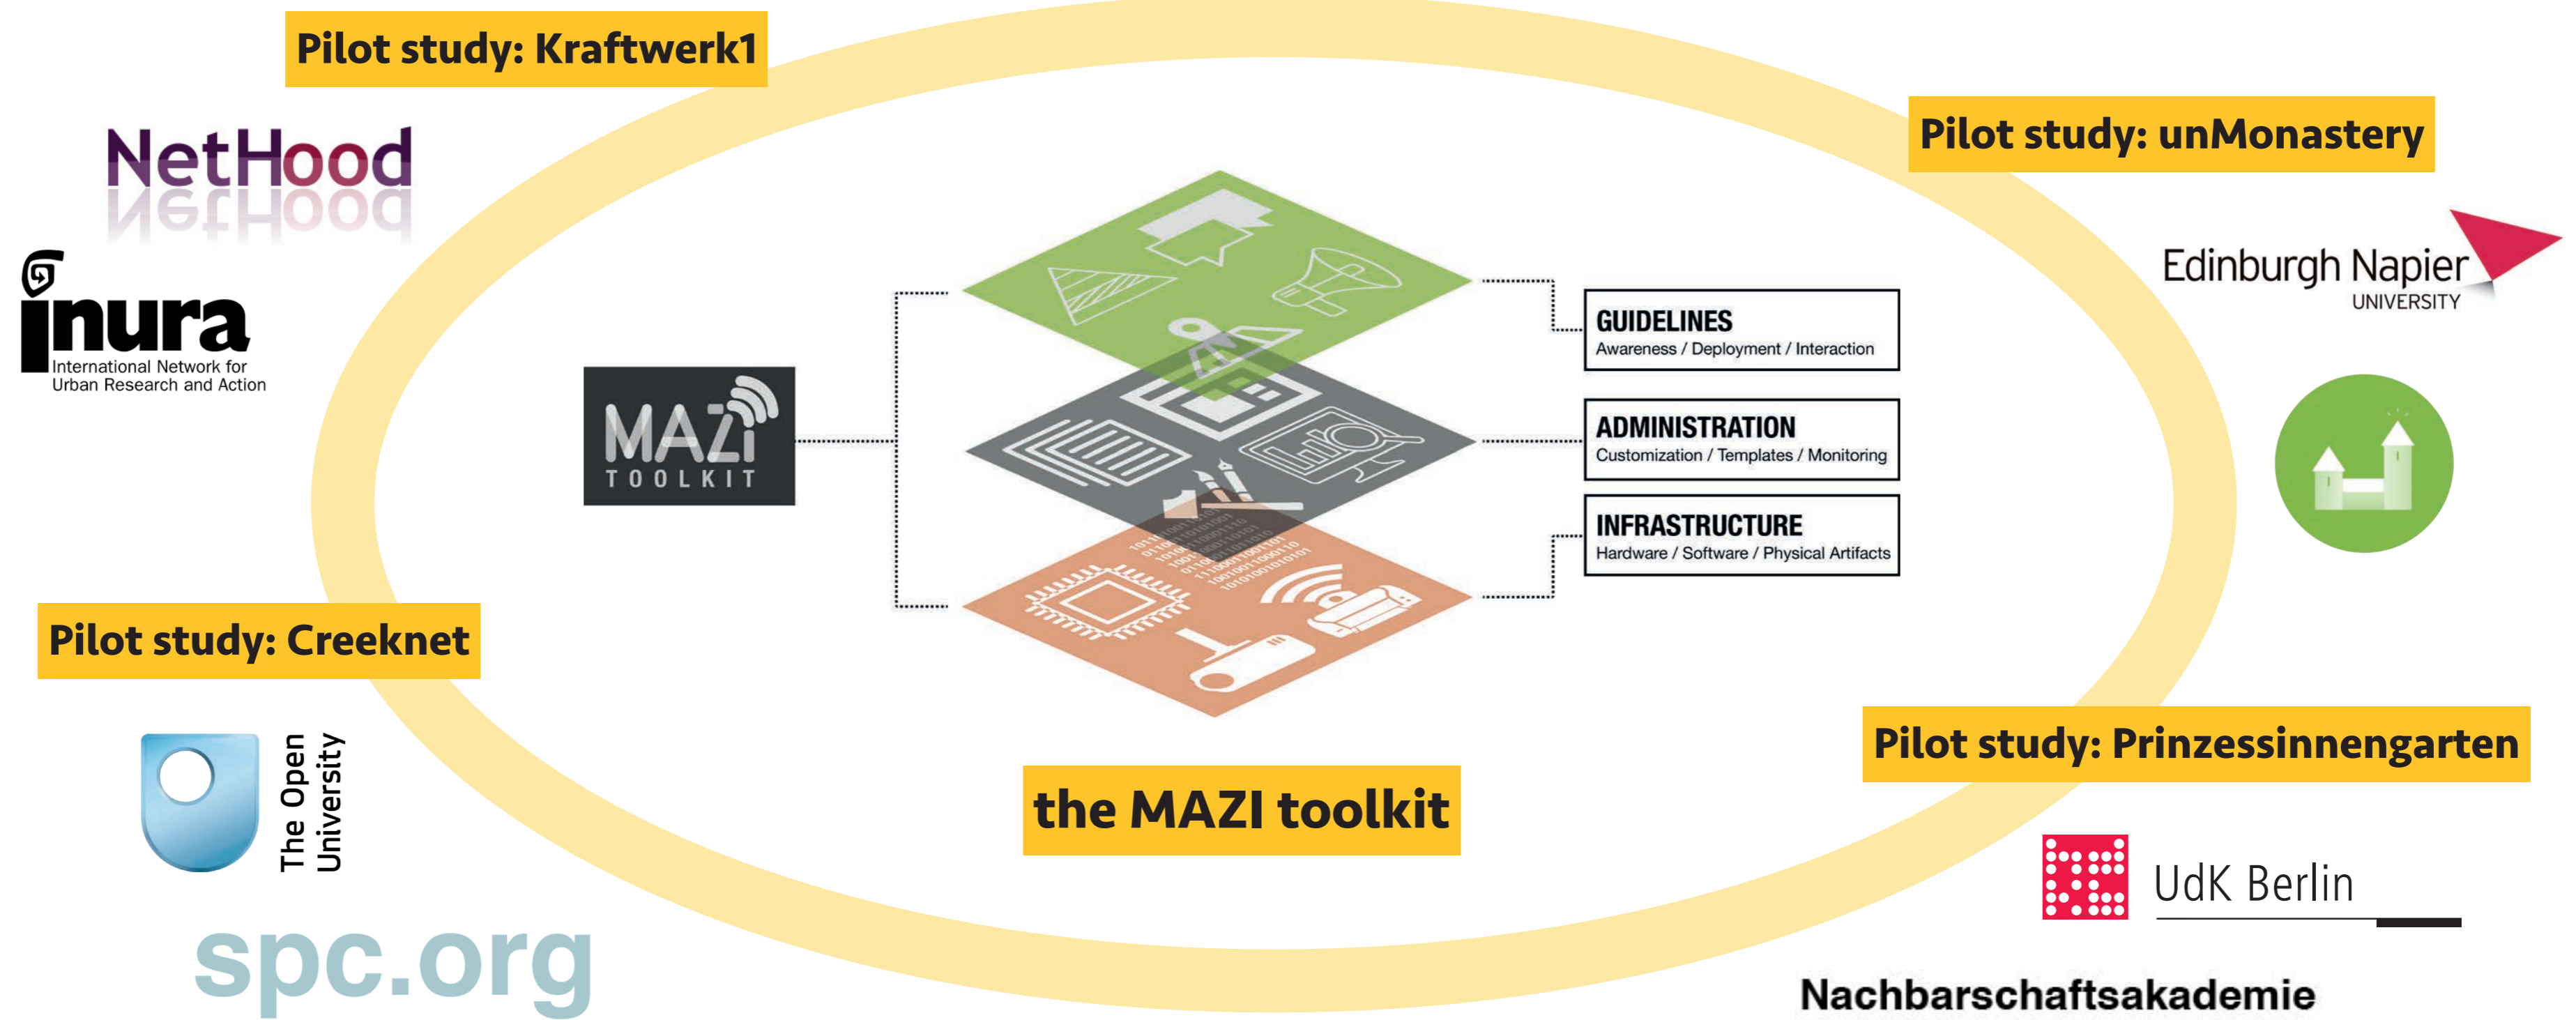 Pilot study: Kraftwerk1
NetHood
inura
International Network for
Urban Research and Action
Pilot study: unMonastery
Edinburgh Napier
UNIVERSITY
MAZi
TOOLKIT
GUIDELINES
Awareness / Deployment / Interaction
ADMINISTRATION
Customization / Templates / Monitoring
INFRASTRUCTURE
Hardware / Software / Physical Artifacts
Pilot study: Creeknet
The Open
University
spc.org
the MAZI toolkit
Pilot study: Prinzessinnengarten
UdK Berlin
Nachbarschaftsakademie